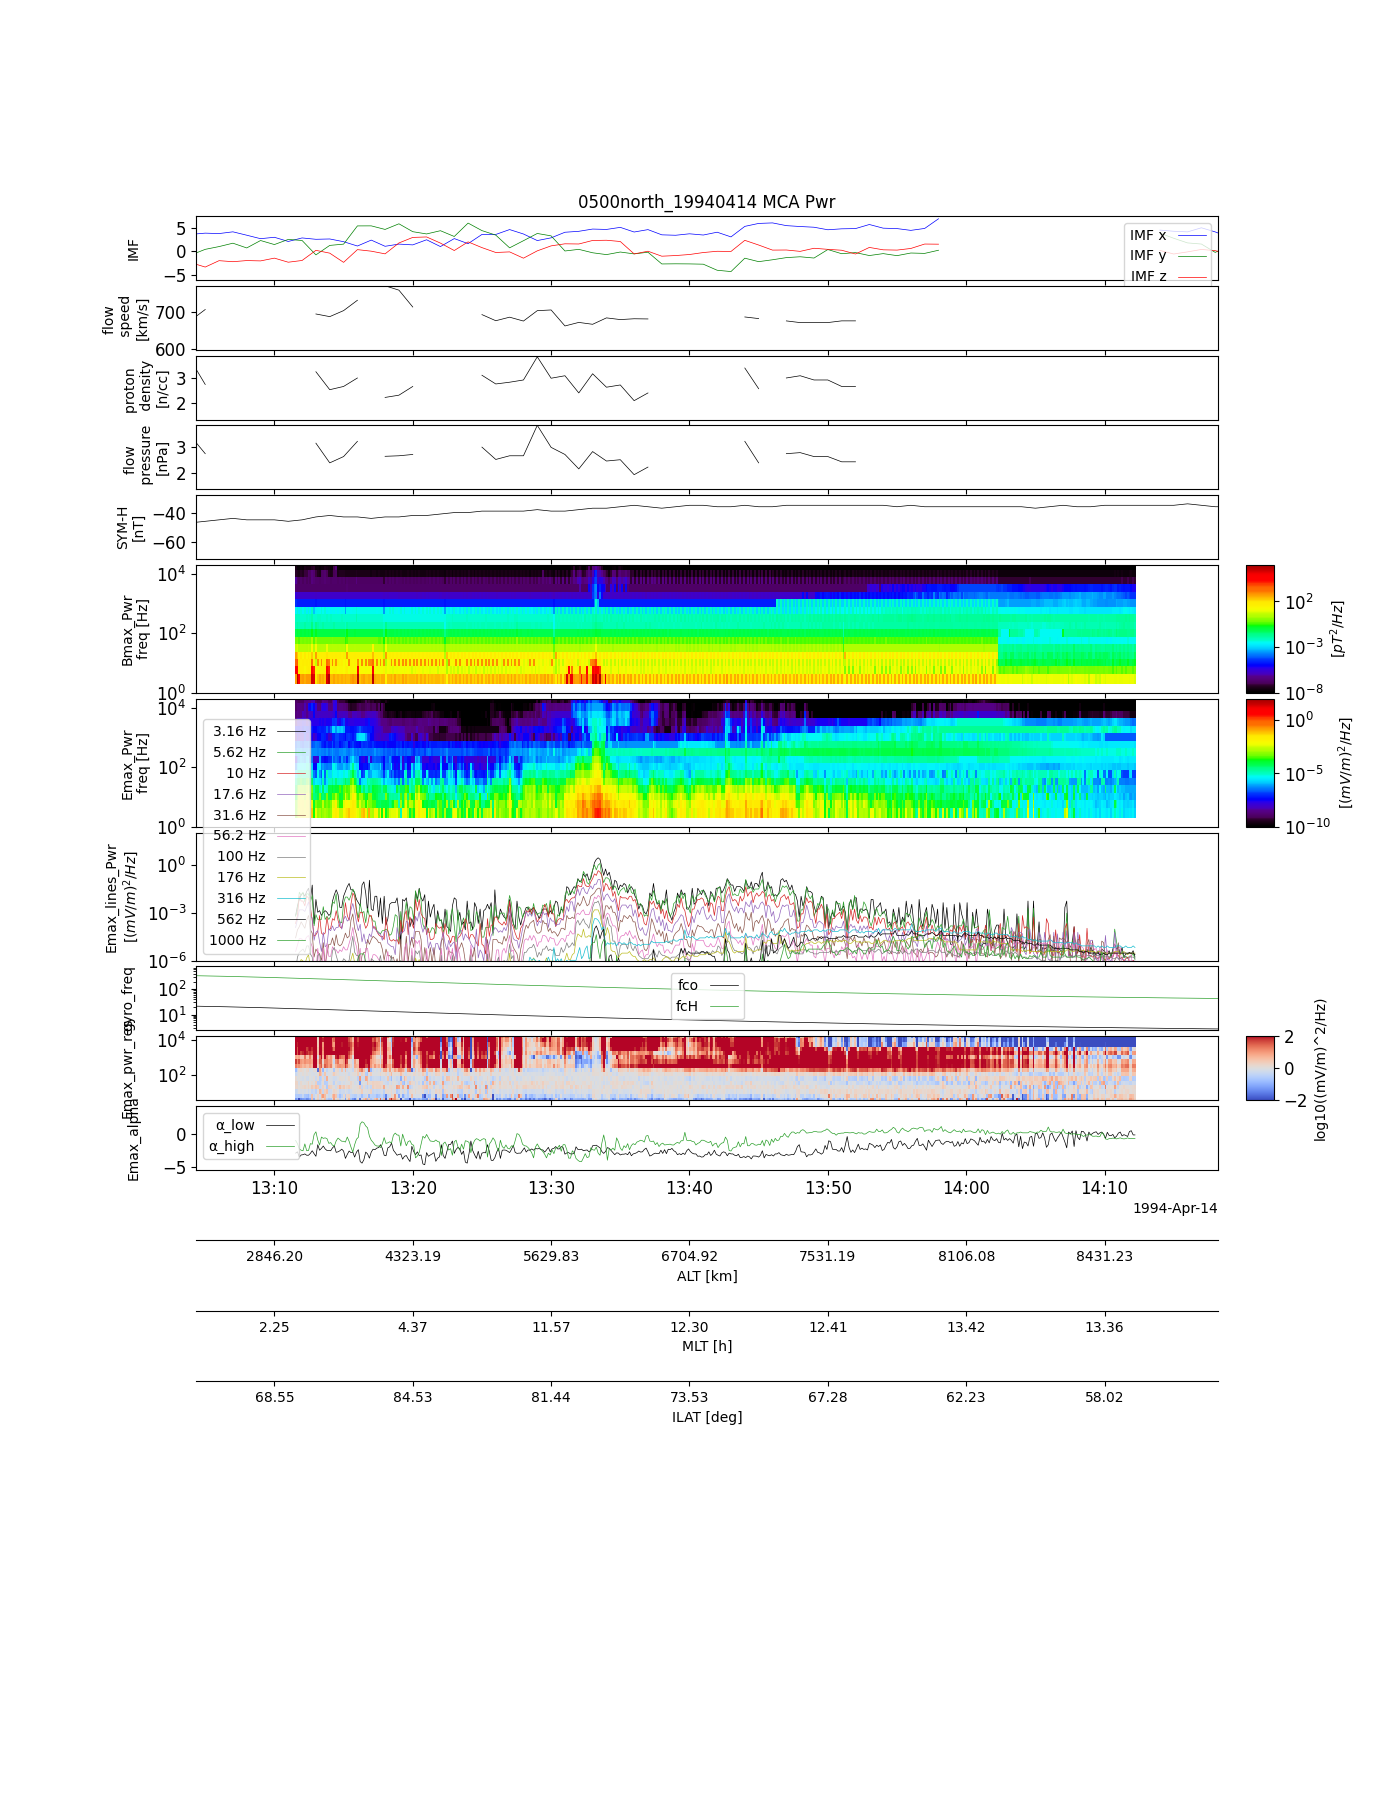 0500north_19940414 MCA Pwr
5
0
−5
IMF
IMF x
IMF y
IMF z
700
600
flow
speed
[km/s]
3
2
proton
density
[n/cc]
3
2
flow
pressure
[nPa]
−40
−60
SYM-H
[nT]
10^4
10^2
10^0
Bmax_Pwr
freq [Hz]
10^2
10^−3
10^−8
[pT^2/Hz]
10^4
10^2
10^0
Emax_Pwr
freq [Hz]
10^0
10^−5
10^−10
[(mV/m)^2/Hz]
3.16 Hz
5.62 Hz
10 Hz
17.6 Hz
31.6 Hz
56.2 Hz
100 Hz
176 Hz
316 Hz
562 Hz
1000 Hz
10^0
10^−3
10^−6
Emax_lines_Pwr
[(mV/m)^2/Hz]
10^2
10^1
gyro_freq
fco
fcH
10^4
10^2
Emax_pwr_reg
2
0
−2
log10((mV/m)^2/Hz)
0
−5
Emax_alpha
α_low
α_high
13:10 13:20 13:30 13:40 13:50 14:00 14:10
1994-Apr-14
2846.20 4323.19 5629.83 6704.92 7531.19 8106.08 8431.23
ALT [km]
2.25 4.37 11.57 12.30 12.41 13.42 13.36
MLT [h]
68.55 84.53 81.44 73.53 67.28 62.23 58.02
ILAT [deg]